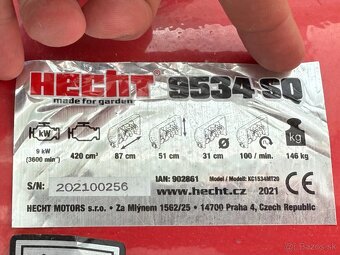 HECHT 9534 SQ
made for garden
9 kW
(3600 min⁻¹)
420 cm³
87 cm
51 cm
31 cm
100 / min.
kg
146 kg
S/N: 202100256
IAN: 902861
Model / Modell: KC1534MT20
www.hecht.cz 2021
HECHT MOTORS s.r.o. • Za Mlýnem 1562/25 • 14700 Praha 4, Czech Republic